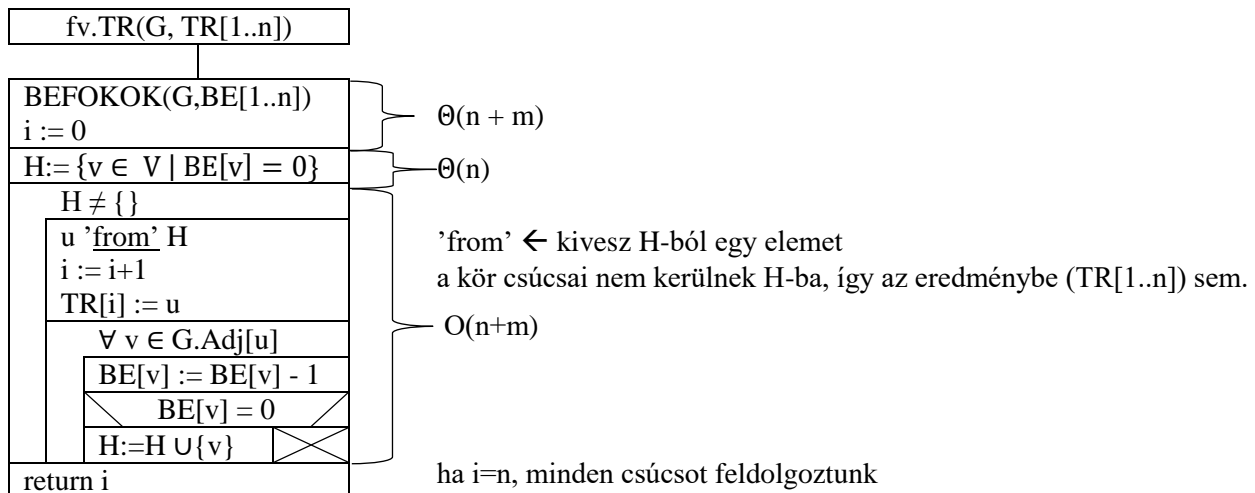 fv.TR(G, TR[1..n])
BEFOKOK(G,BE[1..n])
i := 0
Θ(n + m)
H:= {v ∈ V | BE[v] = 0}
Θ(n)
H ≠ {}
u ’from’ H
’from’ ← kivesz H-ból egy elemet
i := i+1
a kör csúcsai nem kerülnek H-ba, így az eredménybe (TR[1..n]) sem.
TR[i] := u
O(n+m)
∀ v ∈ G.Adj[u]
BE[v] := BE[v] - 1
BE[v] = 0
H:=H ∪{v}
return i
ha i=n, minden csúcsot feldolgoztunk